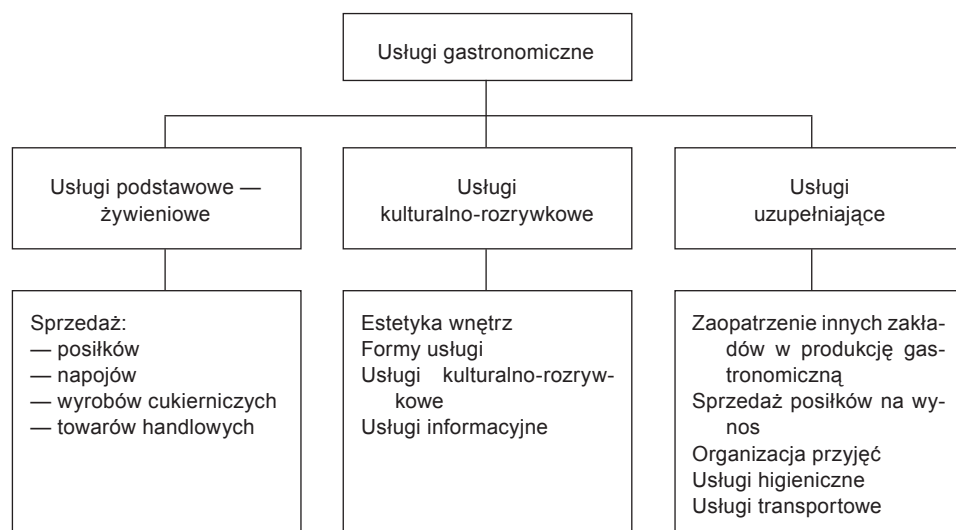 Usługi gastronomiczne
Usługi podstawowe —
żywieniowe
Usługi
kulturalno-rozrywkowe
Usługi
uzupełniające
Sprzedaż:
— posiłków
— napojów
— wyrobów cukierniczych
— towarów handlowych
Estetyka wnętrz
Formy usługi
Usługi kulturalno-rozryw-
kowe
Usługi informacyjne
Zaopatrzenie innych zakła-
dów w produkcję gas-
tronomiczną
Sprzedaż posiłków na wy-
nos
Organizacja przyjęć
Usługi higieniczne
Usługi transportowe